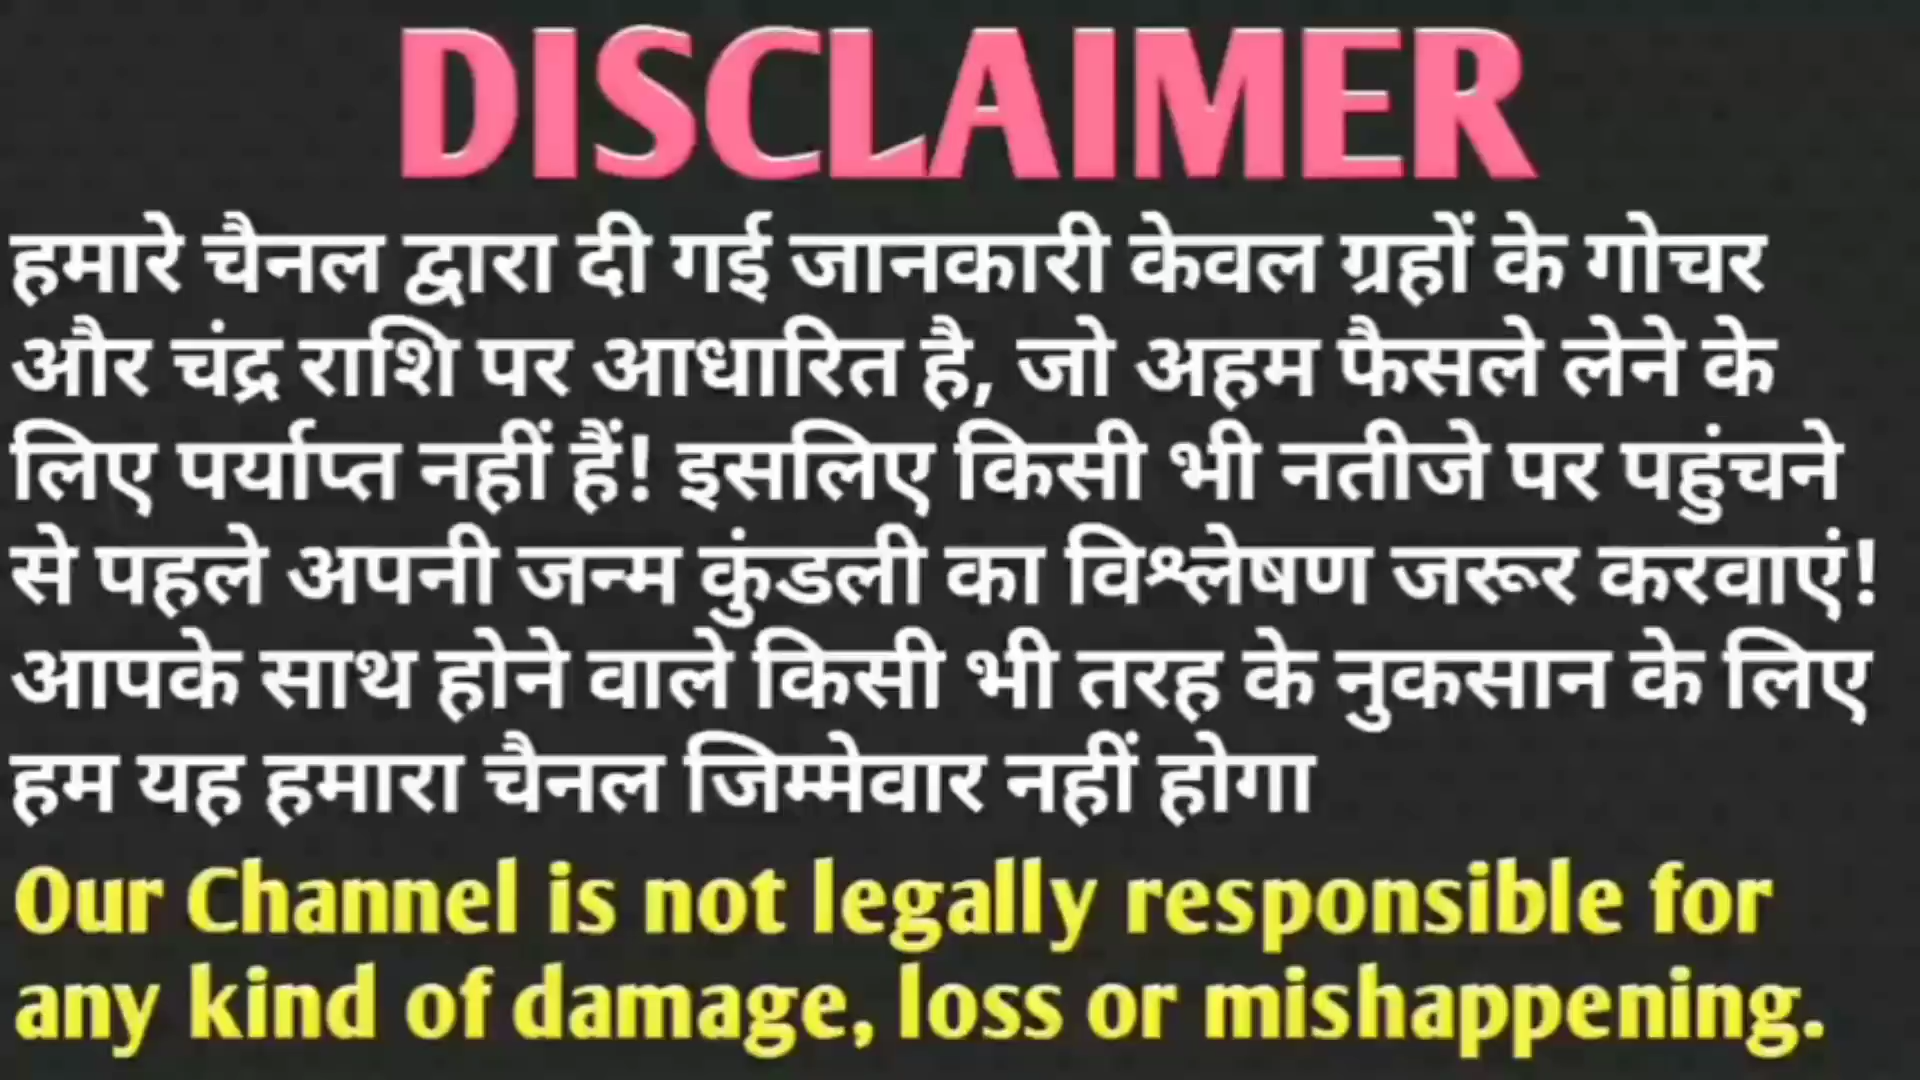 DISCLAIMER
हमारे चैनल द्वारा दी गई जानकारी केवल ग्रहों के गोचर
और चंद्र राशि पर आधारित है, जो अहम फैसले लेने के
लिए पर्याप्त नहीं हैं! इसलिए किसी भी नतीजे पर पहुंचने
से पहले अपनी जन्म कुंडली का विश्लेषण जरूर करवाएं!
आपके साथ होने वाले किसी भी तरह के नुकसान के लिए
हम यह हमारा चैनल जिम्मेवार नहीं होगा
Our Channel is not legally responsible for
any kind of damage, loss or mishappening.